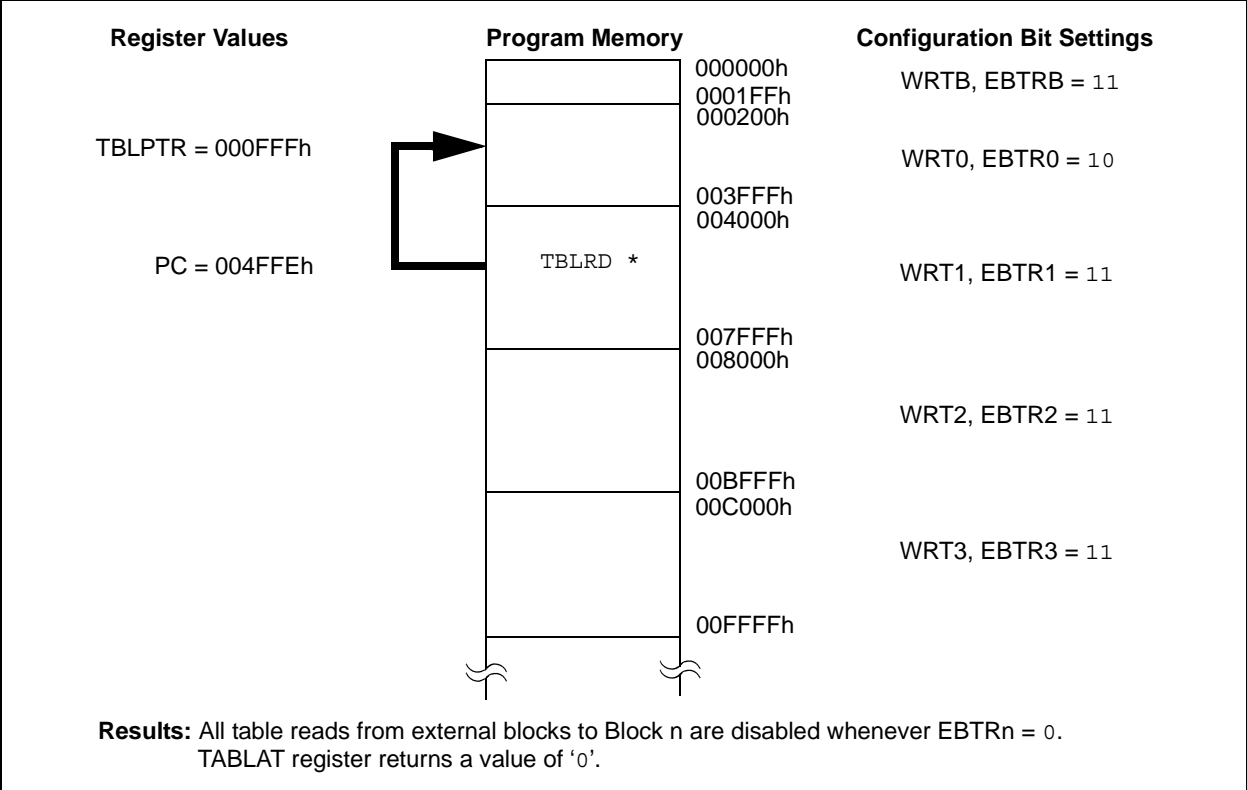 Register Values
Program Memory
Configuration Bit Settings
000000h
WRTB, EBTRB = 11
0001FFh
000200h
TBLPTR = 000FFFh
WRT0, EBTR0 = 10
003FFFh
004000h
PC = 004FFEh
TBLRD *
WRT1, EBTR1 = 11
007FFFh
008000h
WRT2, EBTR2 = 11
00BFFFh
00C000h
WRT3, EBTR3 = 11
00FFFFh
Results: All table reads from external blocks to Block n are disabled whenever EBTRn = 0.
TABLAT register returns a value of ‘0’.